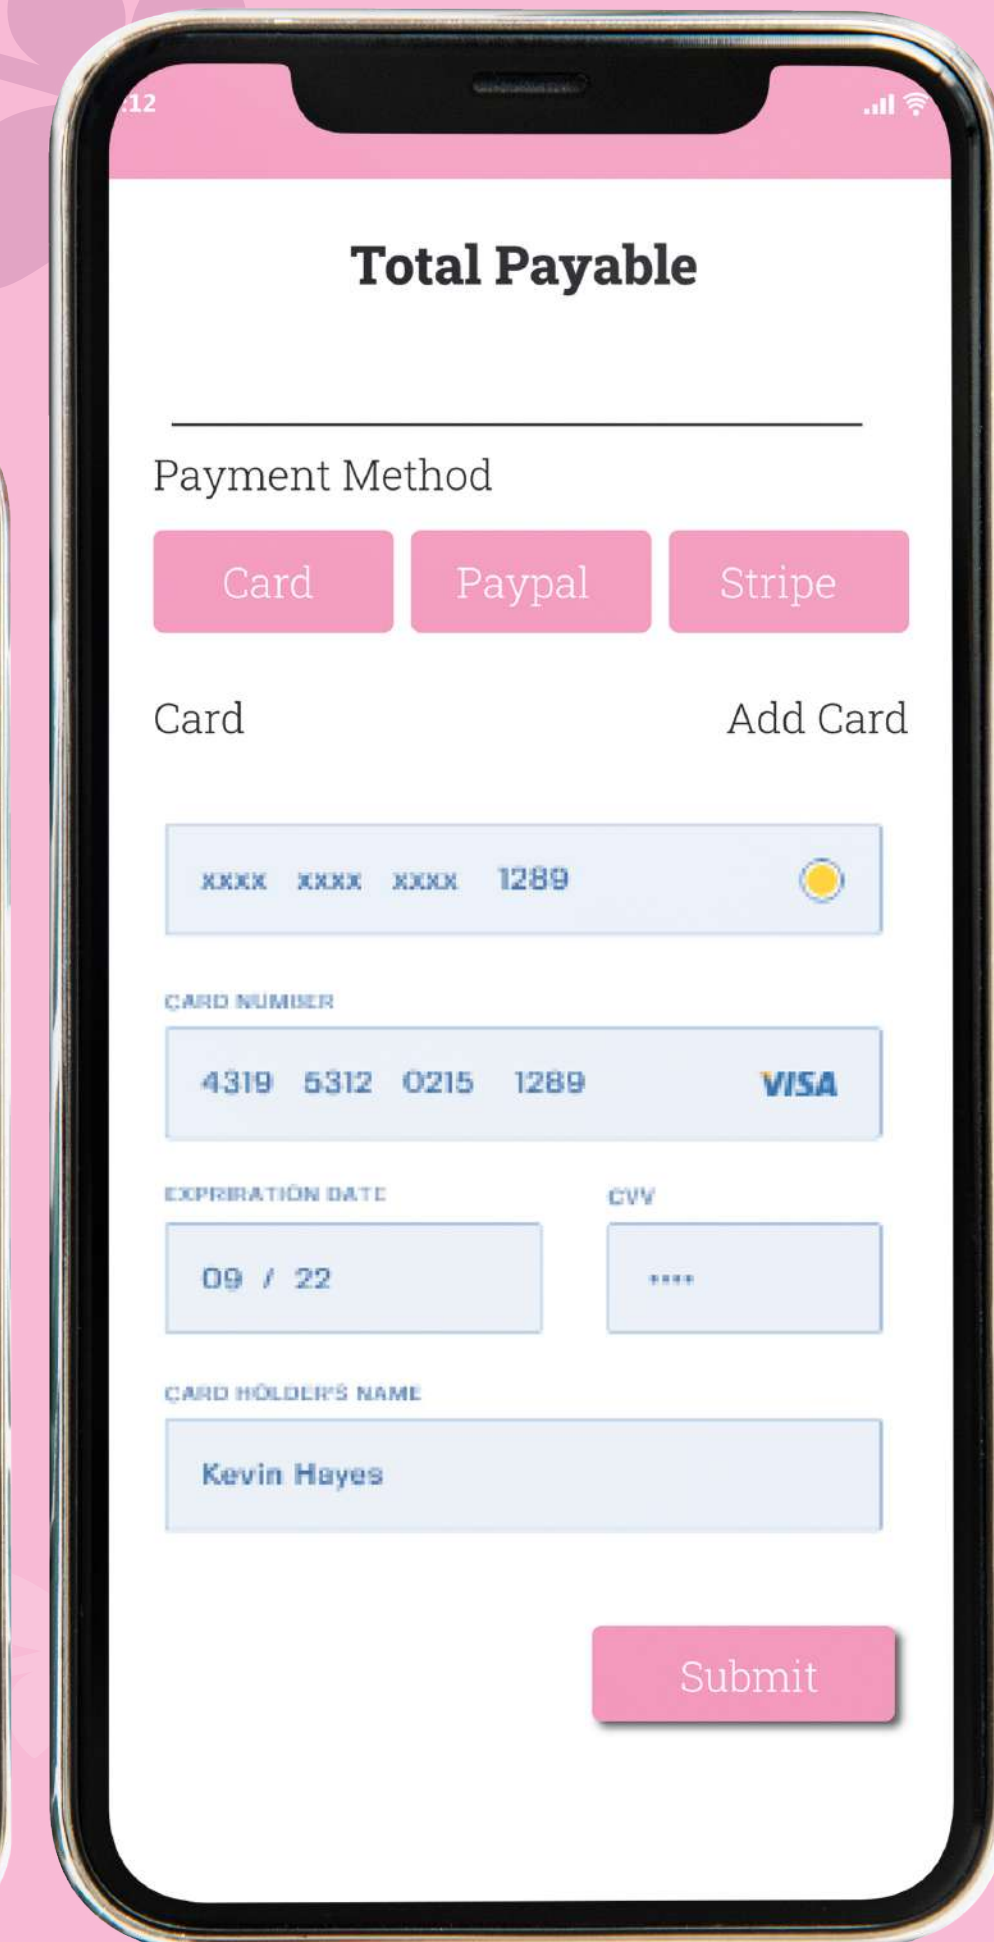 :12
Total Payable
Payment Method
Card Paypal Stripe
Card Add Card
xxxx xxxx xxxx 1289
CARD NUMBER
4319 5312 0215 1289 VISA
EXPRIRATION DATE CVV
09 / 22 ****
CARD HOLDER'S NAME
Kevin Hayes
Submit